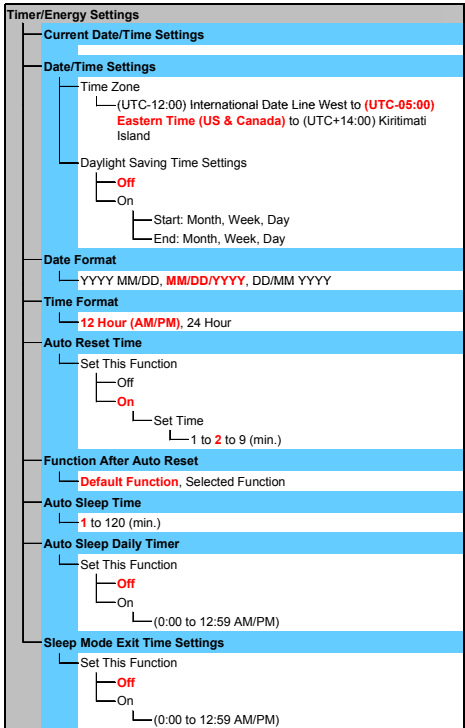 Timer/Energy Settings
Current Date/Time Settings
Date/Time Settings
Time Zone
(UTC-12:00) International Date Line West to (UTC-05:00)
Eastern Time (US & Canada) to (UTC+14:00) Kiritimati
Island
Daylight Saving Time Settings
Off
On
Start: Month, Week, Day
End: Month, Week, Day
Date Format
YYYY MM/DD, MM/DD/YYYY, DD/MM YYYY
Time Format
12 Hour (AM/PM), 24 Hour
Auto Reset Time
Set This Function
Off
On
Set Time
1 to 2 to 9 (min.)
Function After Auto Reset
Default Function, Selected Function
Auto Sleep Time
1 to 120 (min.)
Auto Sleep Daily Timer
Set This Function
Off
On
(0:00 to 12:59 AM/PM)
Sleep Mode Exit Time Settings
Set This Function
Off
On
(0:00 to 12:59 AM/PM)